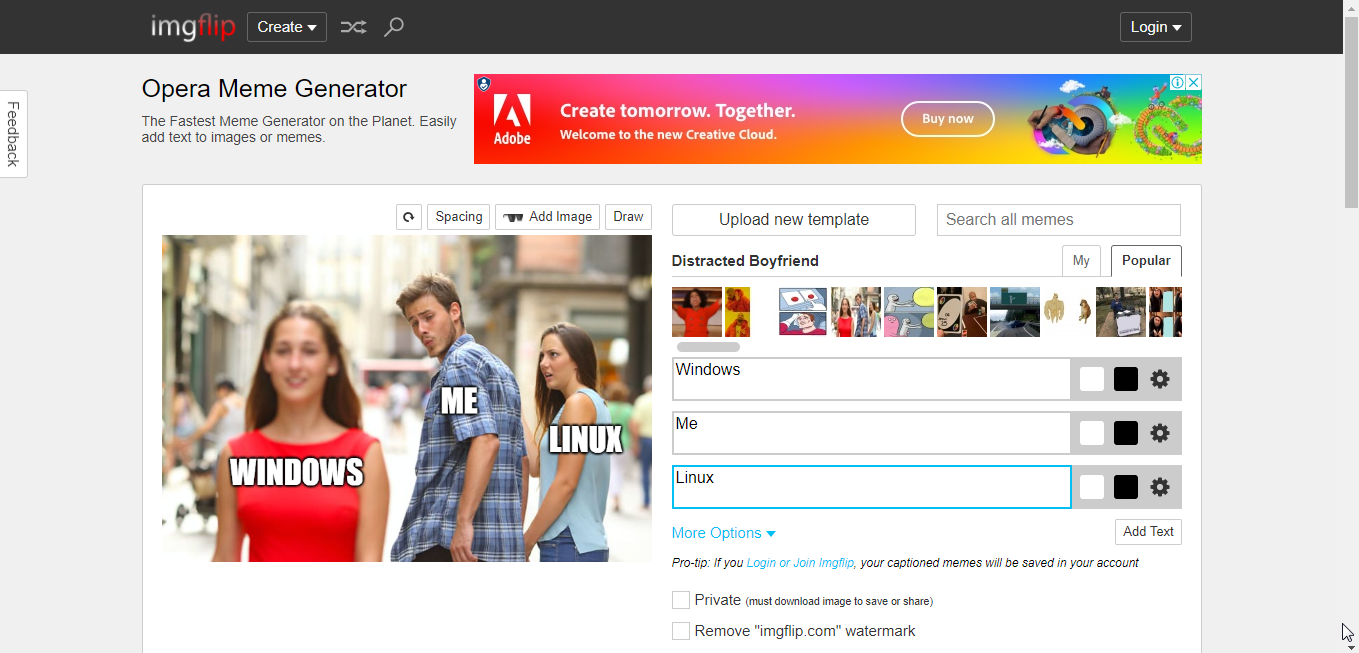 imgflip
Create
Login
Feedback
Opera Meme Generator
The Fastest Meme Generator on the Planet. Easily
add text to images or memes.
Adobe
Create tomorrow. Together.
Welcome to the new Creative Cloud.
Buy now
Spacing
Add Image
Draw
WINDOWS
ME
LINUX
Upload new template
Search all memes
Distracted Boyfriend
My
Popular
Windows
Me
Linux
More Options
Add Text
Pro-tip: If you Login or Join Imgflip, your captioned memes will be saved in your account
Private (must download image to save or share)
Remove "imgflip.com" watermark